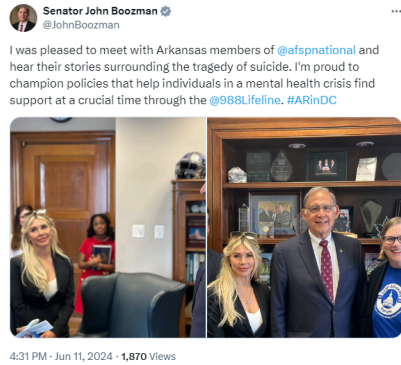 Senator John Boozman
@JohnBoozman
I was pleased to meet with Arkansas members of @afspnational and
hear their stories surrounding the tragedy of suicide. I'm proud to
champion policies that help individuals in a mental health crisis find
support at a crucial time through the @988Lifeline. #ARinDC
4:31 PM · Jun 11, 2024 · 1,870 Views